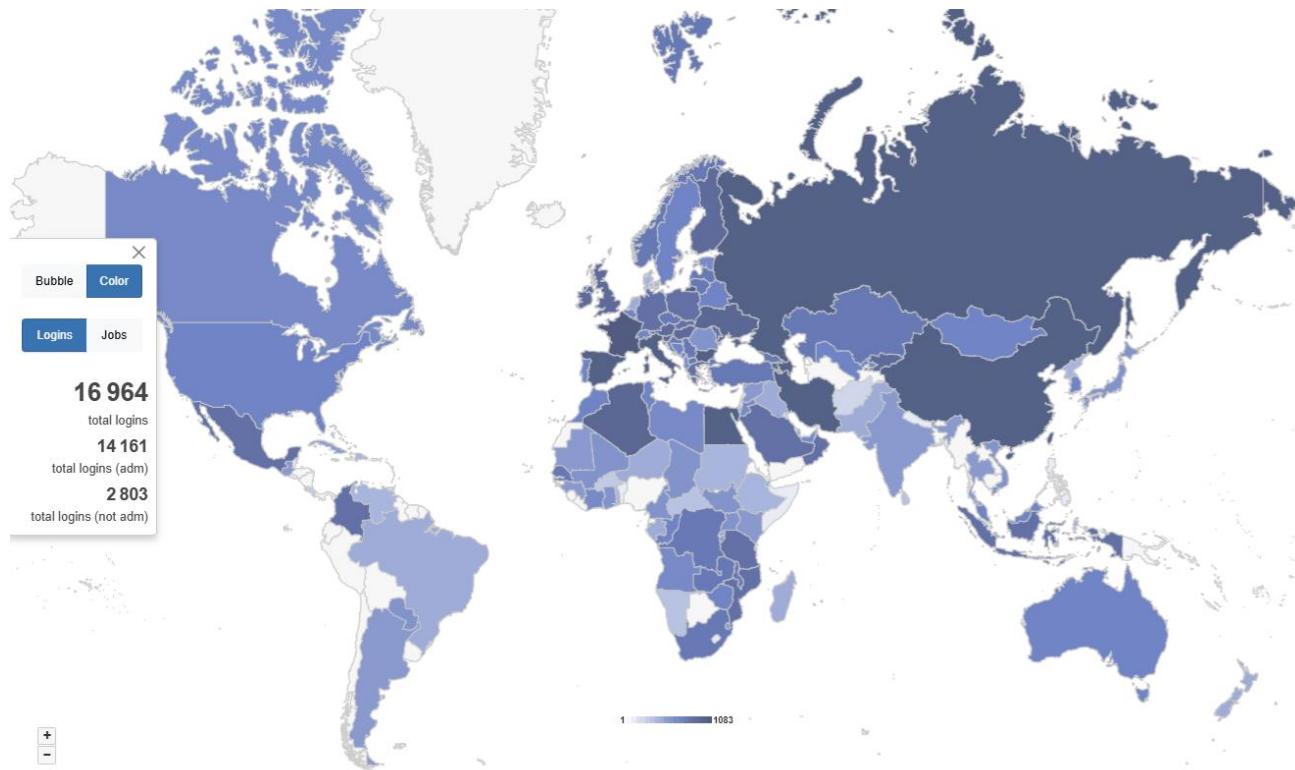 Bubble Color
Logins Jobs
16 964
total logins
14 161
total logins (adm)
2 803
total logins (not adm)
1 1083
+
−